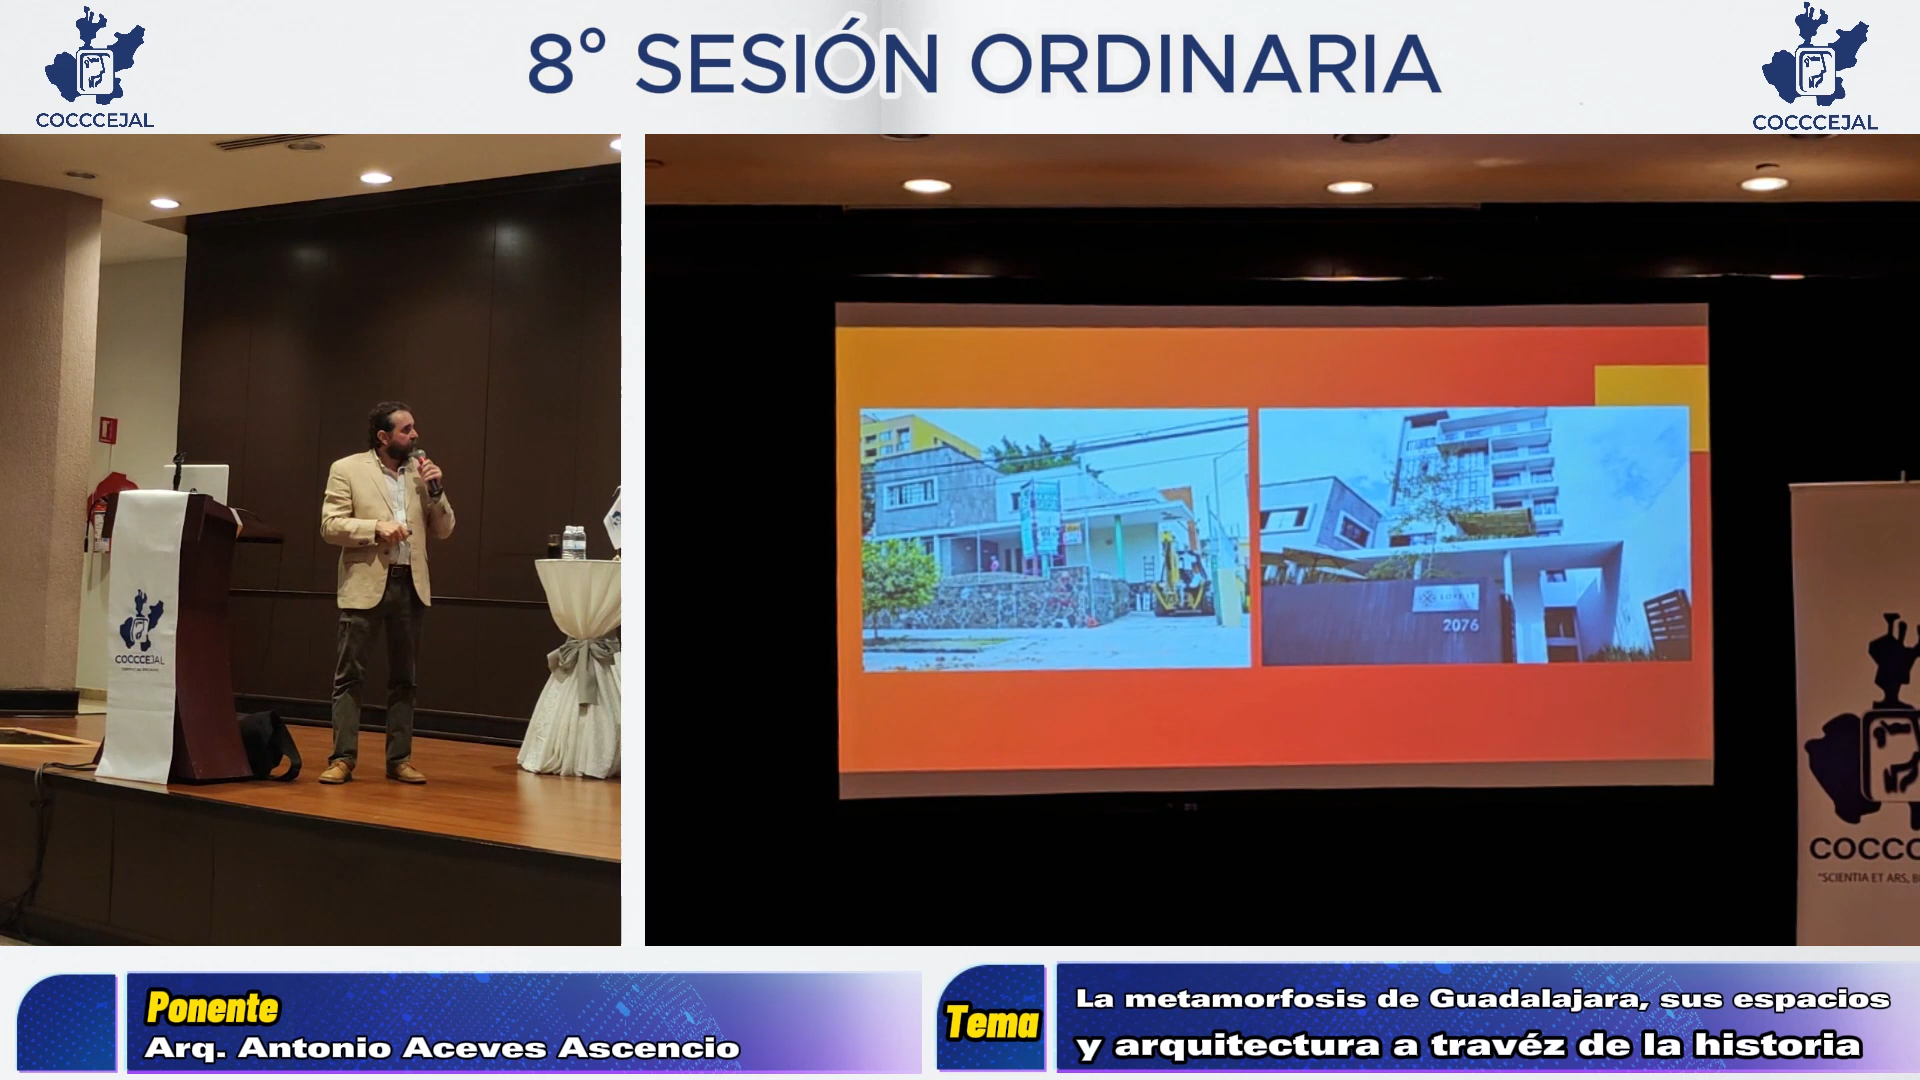 8° SESIÓN ORDINARIA
COCCCEJAL
COCCCEJAL
COCCCEJAL
2076
COCCC
"SCIENTIA ET ARS, B
Ponente
Arq. Antonio Aceves Ascencio
Tema
La metamorfosis de Guadalajara, sus espacios
y arquitectura a travéz de la historia